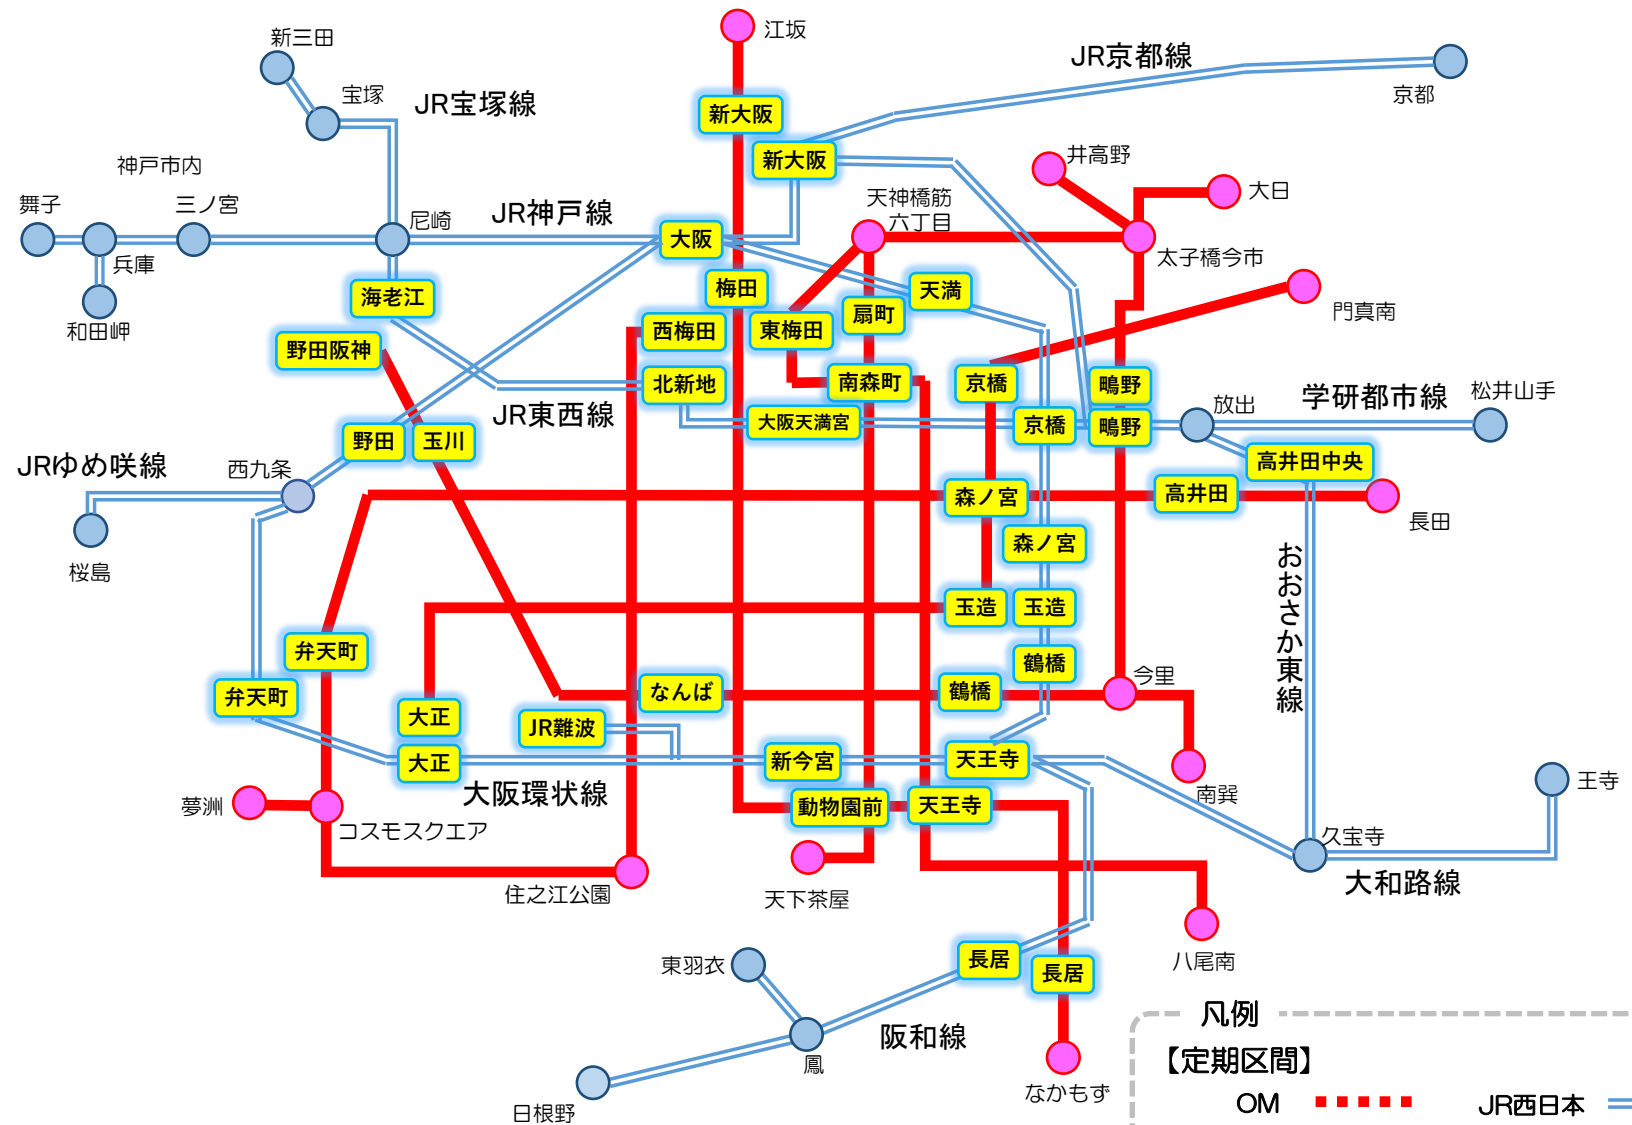 江坂
新三田
JR京都線
宝塚
JR宝塚線
京都
新大阪
新大阪
神戸市内
井高野
大日
舞子
三ノ宮
JR神戸線
天神橋筋
六丁目
尼崎
大阪
太子橋今市
兵庫
海老江
梅田
天満
扇町
門真南
和田岬
西梅田
東梅田
野田阪神
北新地
南森町
京橋
鴫野
学研都市線
松井山手
JR東西線
大阪天満宮
京橋
鴫野
放出
野田
玉川
JRゆめ咲線
西九条
高井田中央
森ノ宮
高井田
長田
森ノ宮
桜島
おおさか東線
玉造
玉造
弁天町
鶴橋
今里
弁天町
なんば
鶴橋
大正
JR難波
大正
新今宮
天王寺
大阪環状線
南巽
王寺
夢洲
動物園前
天王寺
コスモスクエア
久宝寺
住之江公園
天下茶屋
大和路線
東羽衣
長居
長居
八尾南
阪和線
凡例
鳳
【定期区間】
なかもず
日根野
OM
JR西日本